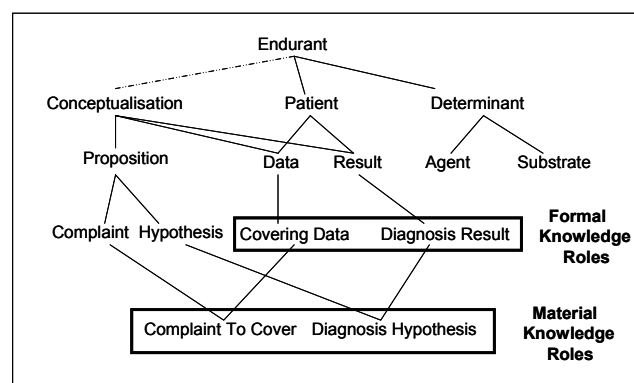 Endurant
Conceptualisation Patient Determinant
Proposition Data Result Agent Substrate
Complaint Hypothesis Covering Data Diagnosis Result
Formal
Knowledge
Roles
Complaint To Cover Diagnosis Hypothesis
Material
Knowledge
Roles